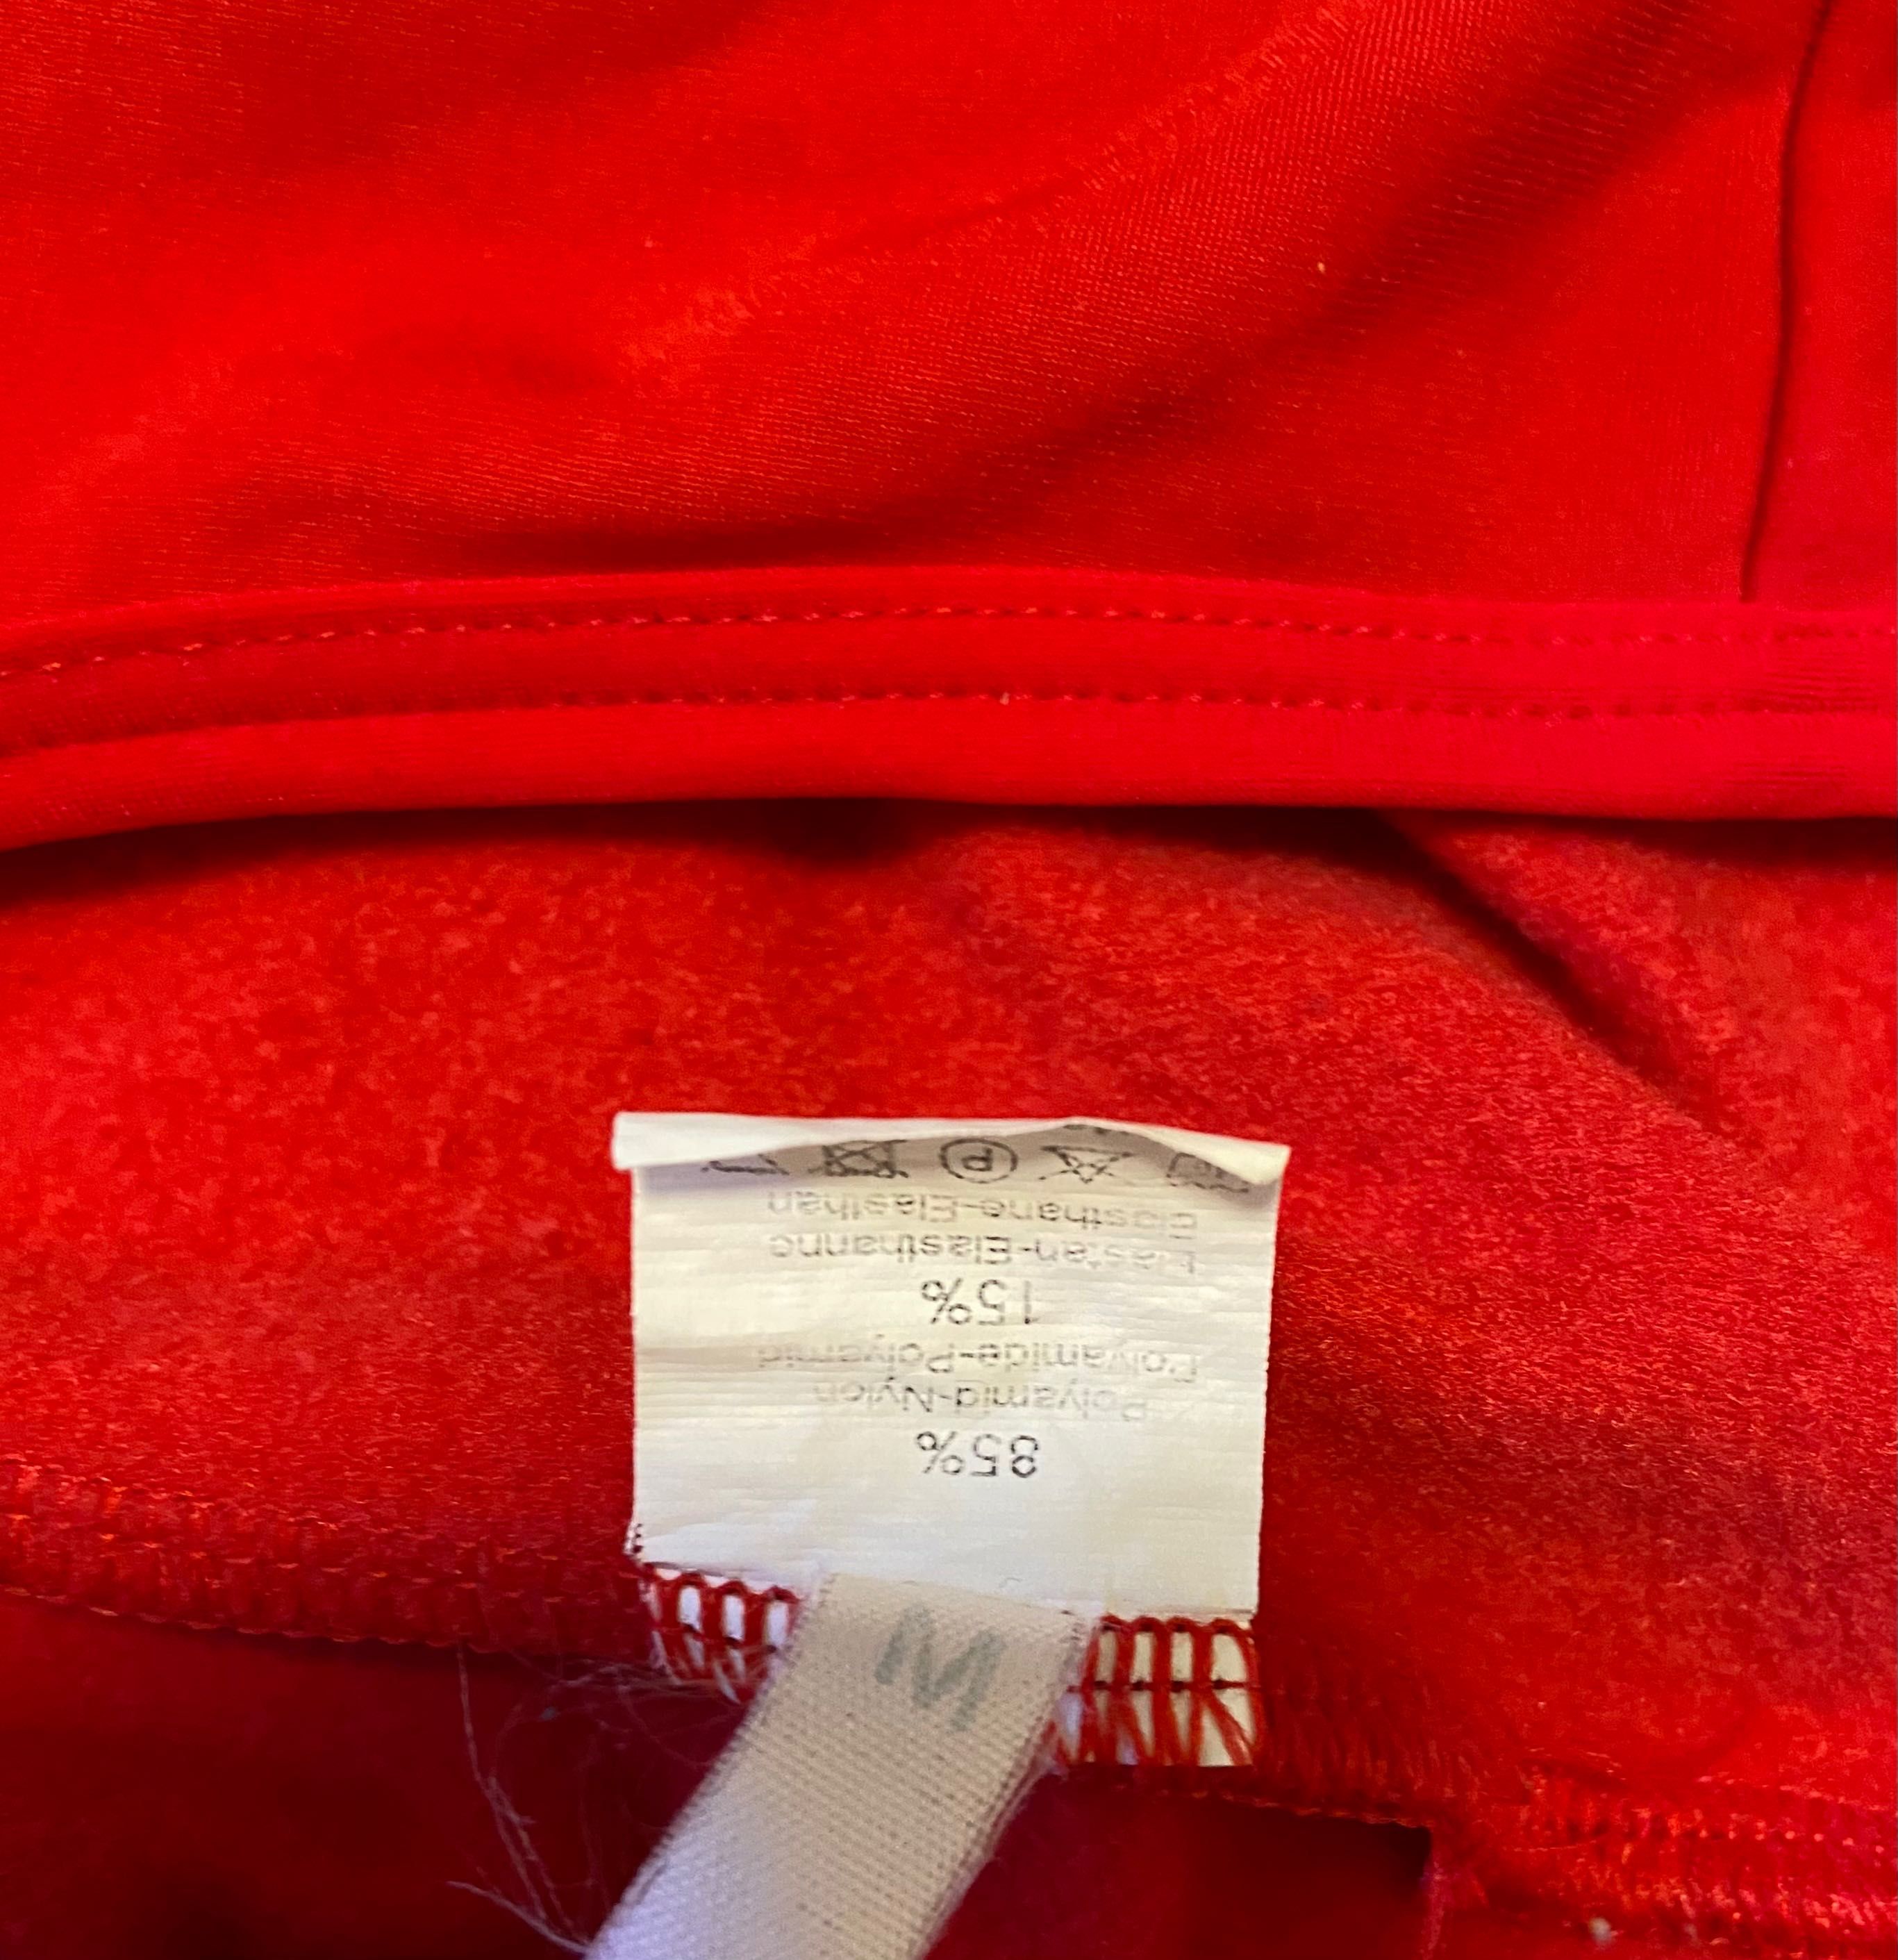 M
85%
Polyamid-Nylon
Polyamide-Polyamid
15%
Elastan-Elasthanne
Elasthane-Elasthan
P